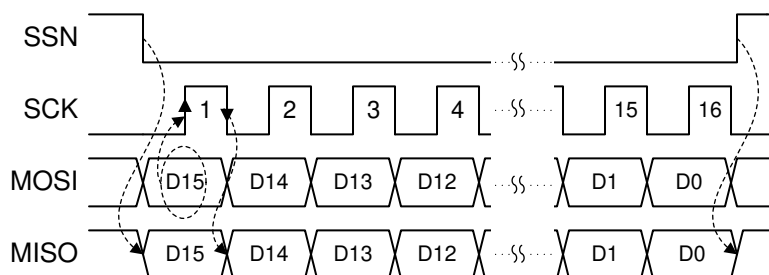 SSN
SCK 1 2 3 4 15 16
MOSI D15 D14 D13 D12 D1 D0
MISO D15 D14 D13 D12 D1 D0